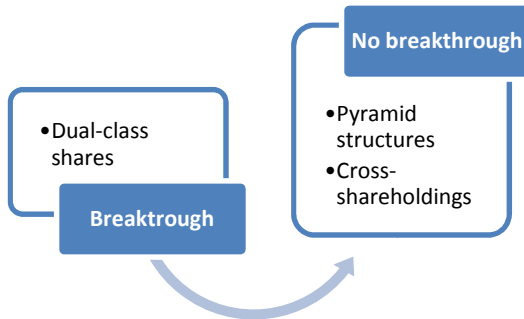 •Dual-class
shares
Breaktrough
No breakthrough
•Pyramid
structures
•Cross-
shareholdings